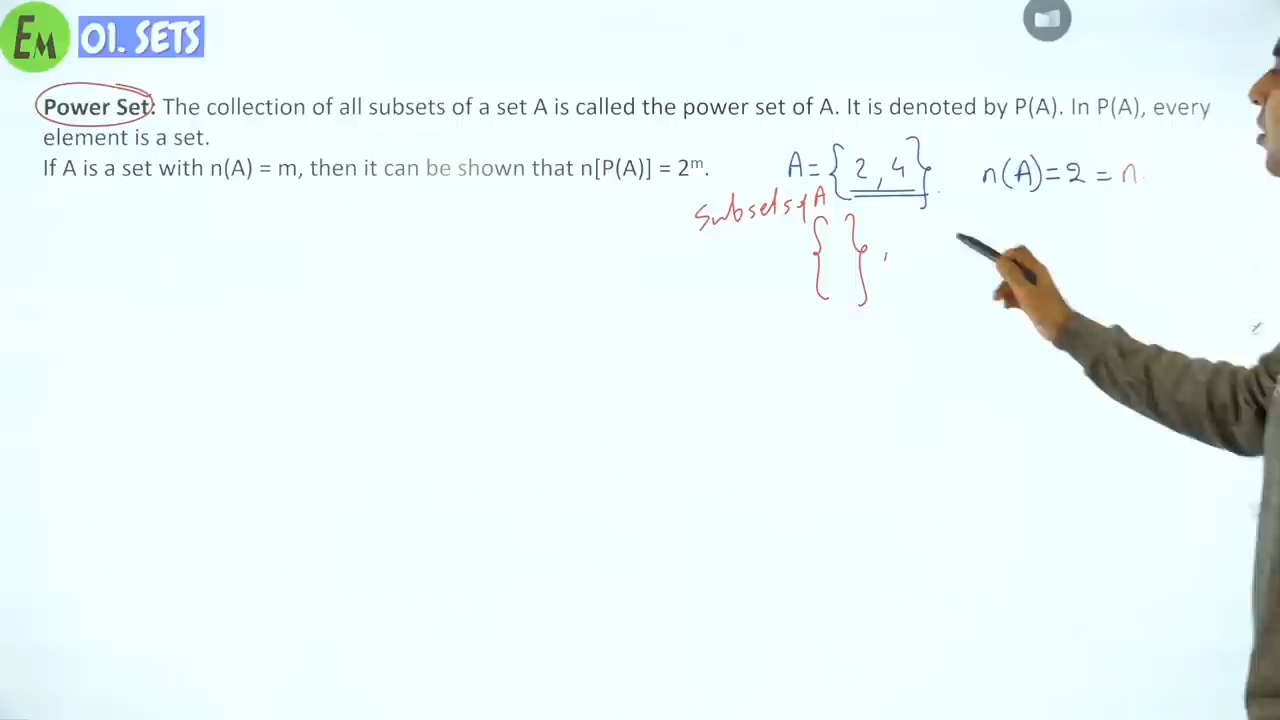 Em 01. SETS
Power Set: The collection of all subsets of a set A is called the power set of A. It is denoted by P(A). In P(A), every
element is a set.
If A is a set with n(A) = m, then it can be shown that n[P(A)] = 2ᵐ.
A = { 2 , 4 } . n(A) = 2 = n
Subsets of A
{ } ,